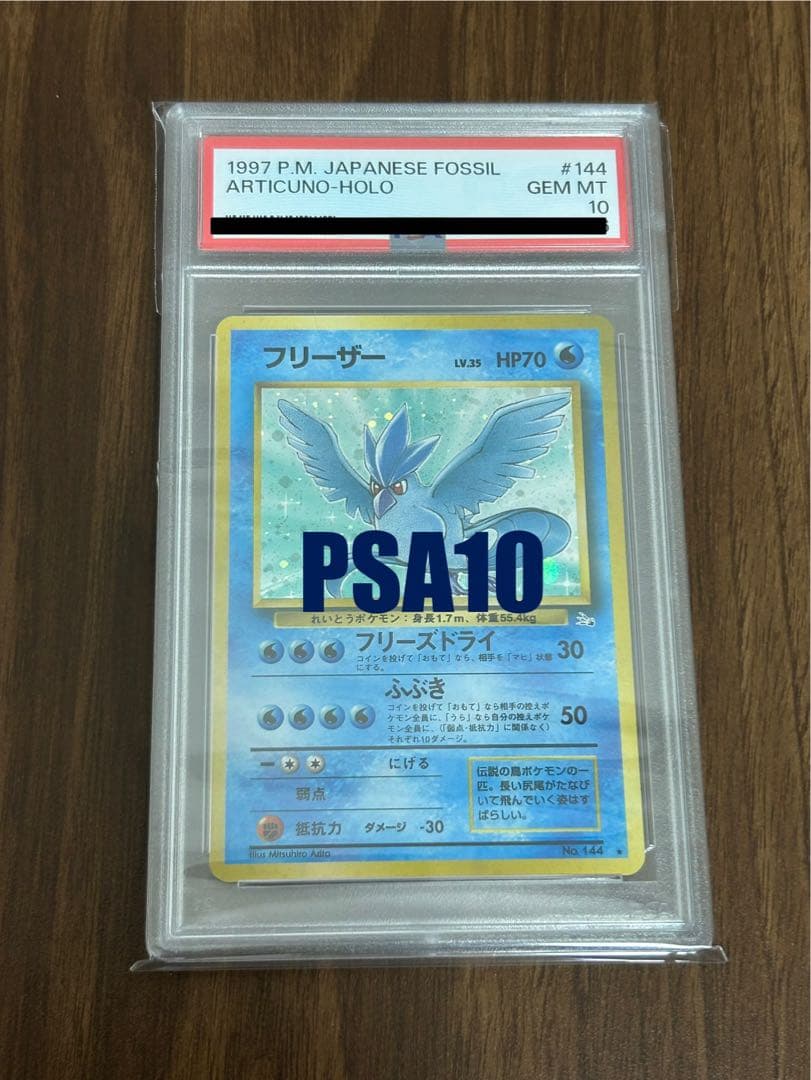 1997 P.M. JAPANESE FOSSIL #144
ARTICUNO-HOLO GEM MT
10
フリーザー LV.35 HP70
PSA10
れいとうポケモン：身長1.7m、体重55.4kg
フリーズドライ 30
コインを投げて「おもて」なら、相手を「マヒ」状態
にする。
ふぶき 50
コインを投げて「おもて」なら相手の控えポ
ケモン全員に、「うら」なら自分の控えポケ
モン全員に、(「弱点・抵抗力」に関係なく)
それぞれ10ダメージ。
にげる
弱点
抵抗力 ダメージ -30
伝説の鳥ポケモンの一
匹。長い尻尾がたなび
いて飛んでいく姿はす
ばらしい。
Illus Mitsuhiro Arita No. 144 ★